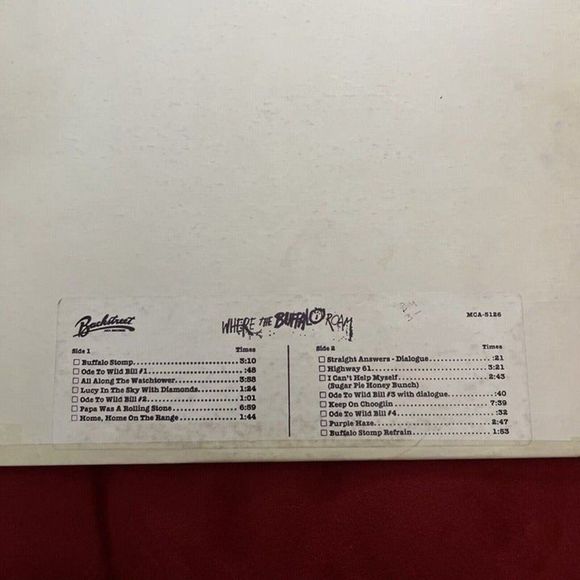 Backstreet
WHERE THE BUFFALO ROAM
MCA-5126
Side 1 Times
Buffalo Stomp 3:10
Ode To Wild Bill #1 :48
All Along The Watchtower 3:58
Lucy In The Sky With Diamonds 1:24
Ode To Wild Bill #2 1:01
Papa Was A Rolling Stone 6:59
Home, Home On The Range 1:44
Side 2 Times
Straight Answers - Dialogue :21
Highway 61 3:21
I Can't Help Myself 2:43
(Sugar Pie Honey Bunch)
Ode To Wild Bill #3 with dialogue :40
Keep On Chooglin 7:39
Ode To Wild Bill #4 :32
Purple Haze 2:47
Buffalo Stomp Refrain 1:53